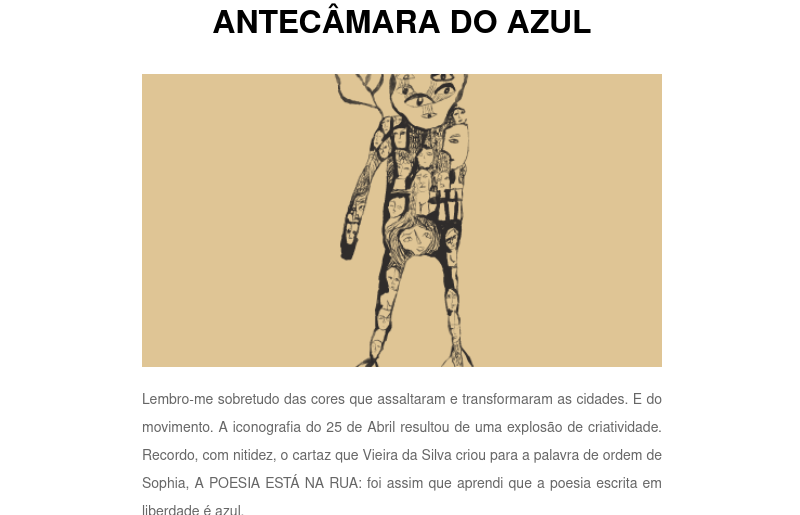 ANTECÂMARA DO AZUL
Lembro-me sobretudo das cores que assaltaram e transformaram as cidades. E do
movimento. A iconografia do 25 de Abril resultou de uma explosão de criatividade.
Recordo, com nitidez, o cartaz que Vieira da Silva criou para a palavra de ordem de
Sophia, A POESIA ESTÁ NA RUA: foi assim que aprendi que a poesia escrita em
liberdade é azul.